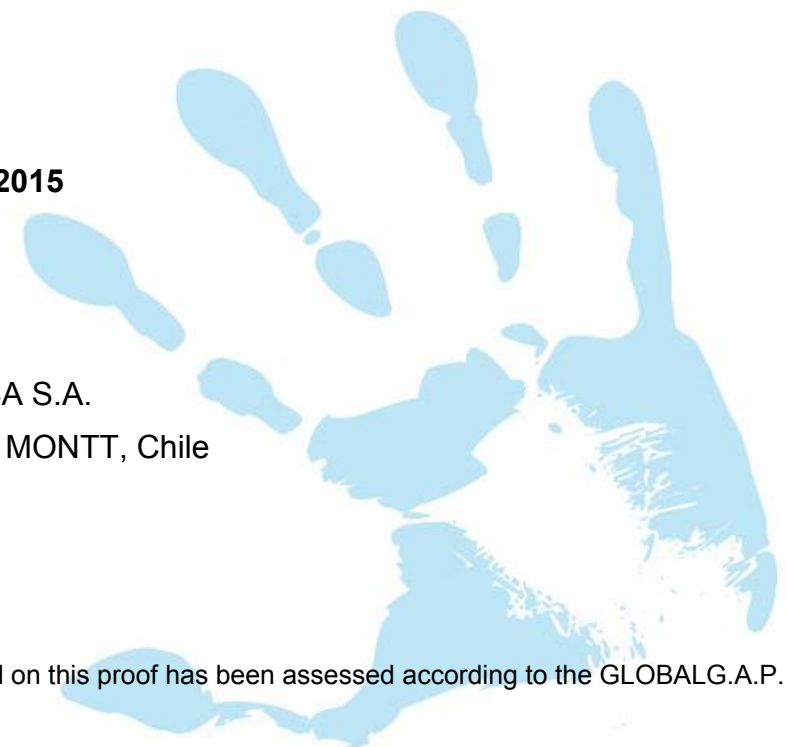 2015
A S.A.
MONTT, Chile
on this proof has been assessed according to the GLOBALG.A.P.